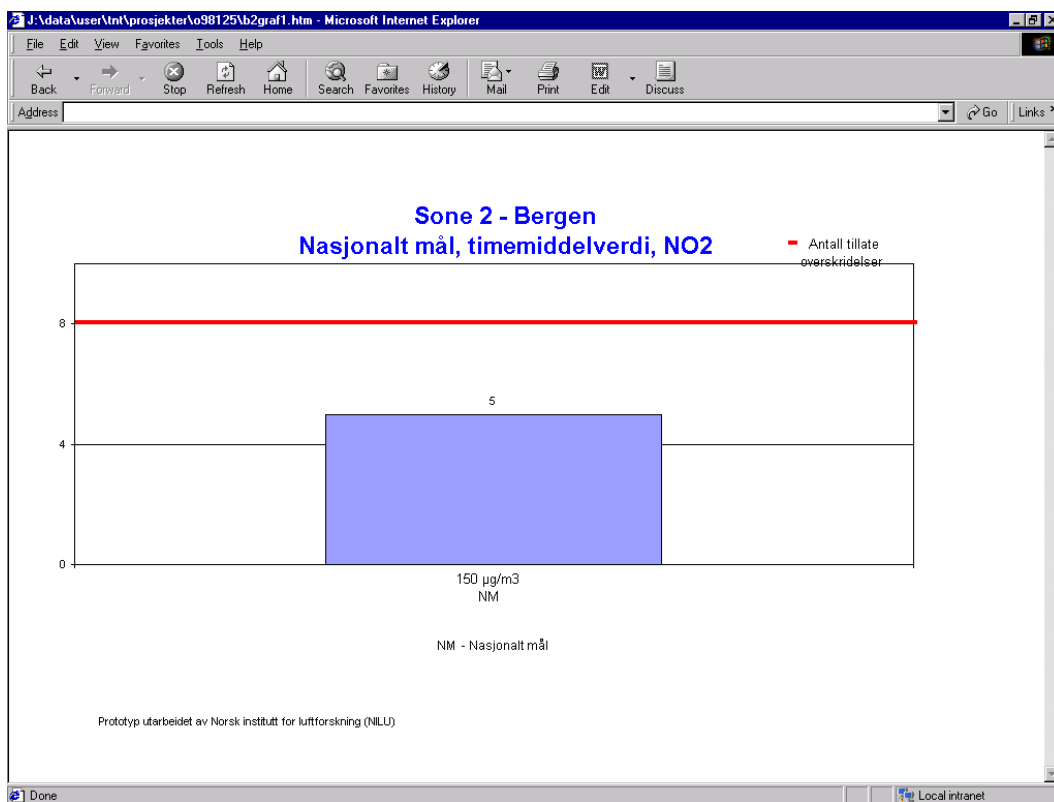 J:\data\user\tnt\prosjekter\o98125\b2graf1.htm - Microsoft Internet Explorer
File Edit View Favorites Tools Help
Back Forward Stop Refresh Home Search Favorites History Mail Print Edit Discuss
Address Go Links
Sone 2 - Bergen
Nasjonalt mål, timemiddelverdi, NO2
Antall tillate
overskridelser
8
5
4
0
150 µg/m3
NM
NM - Nasjonalt mål
Prototyp utarbeidet av Norsk institutt for luftforskning (NILU)
Done Local intranet